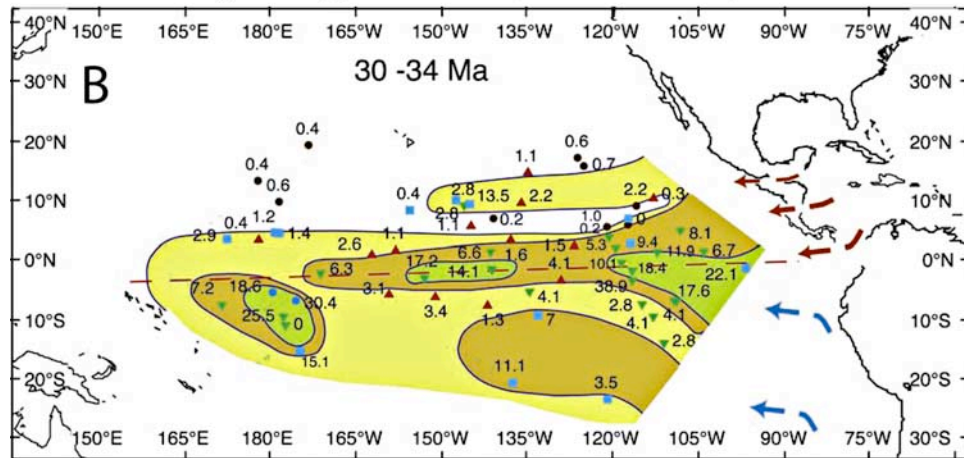 40°N 150°E 165°E 180°W 165°W 150°W 135°W 120°W 105°W 90°W 75°W 40°N
B 30 -34 Ma
30°N 30°N
0.4 0.6
20°N 20°N
0.4 1.1 0.7
0.6 0.4 2.8 13.5 2.2 2.2 0.3
10°N 10°N
2.9 0.4 1.2 1.4 2.8 1.1 0.2 1.0 0.2 0
2.6 1.1 6.6 1.6 1.5 5.3 9.4 8.1
0°N 0°N
6.3 17.2 14.1 4.1 10. 18.4 11.9 6.7 22.1
7.2 18.6 30.4 3.1 3.4 4.1 38.9 17.6
10°S 10°S
25.5 0 1.3 7 2.8 4.1 4.1
15.1 2.8
20°S 20°S
11.1 3.5
30°S 30°S
150°E 165°E 180°W 165°W 150°W 135°W 120°W 105°W 90°W 75°W